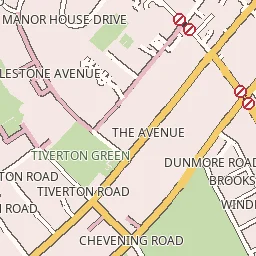 MANOR HOUSE DRIVE
LESTONE AVENUE
THE AVENUE
TIVERTON GREEN
DUNMORE ROAD
TON ROAD
BROOKS
TIVERTON ROAD
WINDE
N ROAD
CHEVENING ROAD